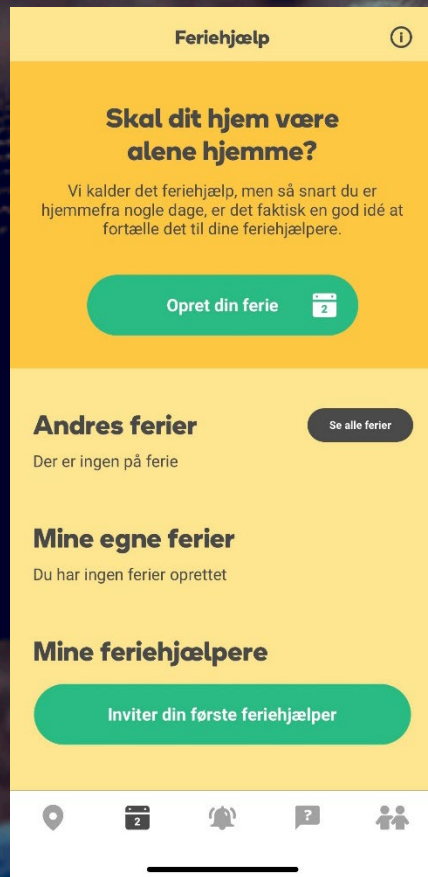 Feriehjælp
Skal dit hjem være
alene hjemme?
Vi kalder det feriehjælp, men så snart du er
hjemmefra nogle dage, er det faktisk en god idé at
fortælle det til dine feriehjælpere.
Opret din ferie
2
Andres ferier
Se alle ferier
Der er ingen på ferie
Mine egne ferier
Du har ingen ferier oprettet
Mine feriehjælpere
Inviter din første feriehjælper
2
?